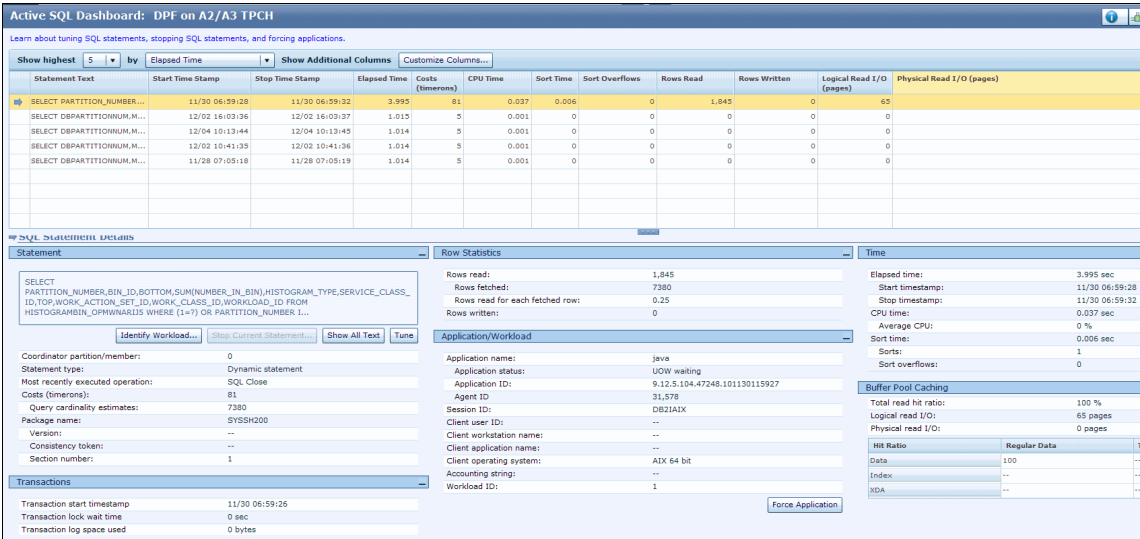 Active SQL Dashboard: DPF on A2/A3 TPCH
Learn about tuning SQL statements, stopping SQL statements, and forcing applications.
Show highest 5 by Elapsed Time Show Additional Columns Customize Columns...
Statement Text Start Time Stamp Stop Time Stamp Elapsed Time Costs (timerons) CPU Time Sort Time Sort Overflows Rows Read Rows Written Logical Read I/O (pages) Physical Read I/O (pages)
SELECT PARTITION_NUMBER... 11/30 06:59:28 11/30 06:59:32 3.995 81 0.037 0.006 0 1,845 0 65
SELECT DBPARTITIONNUM,M... 12/02 16:03:36 12/02 16:03:37 1.015 5 0.001 0 0 0 0 0
SELECT DBPARTITIONNUM,M... 12/04 10:13:44 12/04 10:13:45 1.014 5 0.001 0 0 0 0 0
SELECT DBPARTITIONNUM,M... 12/02 10:41:35 12/02 10:41:36 1.014 5 0.001 0 0 0 0 0
SELECT DBPARTITIONNUM,M... 11/28 07:05:18 11/28 07:05:19 1.014 5 0.001 0 0 0 0 0
SQL Statement Details
Statement
SELECT
PARTITION_NUMBER,BIN_ID,BOTTOM,SUM(NUMBER_IN_BIN),HISTOGRAM_TYPE,SERVICE_CLASS_
ID,TOP,WORK_ACTION_SET_ID,WORK_CLASS_ID,WORKLOAD_ID FROM
HISTOGRAMBIN_OPMWNARIJ5 WHERE (1=?) OR PARTITION_NUMBER I...
Identify Workload... Stop Current Statement... Show All Text Tune
Coordinator partition/member: 0
Statement type: Dynamic statement
Most recently executed operation: SQL Close
Costs (timerons): 81
Query cardinality estimates: 7380
Package name: SYSSH200
Version: --
Consistency token: --
Section number: 1
Transactions
Transaction start timestamp 11/30 06:59:26
Transaction lock wait time 0 sec
Transaction log space used 0 bytes
Row Statistics
Rows read: 1,845
Rows fetched: 7380
Rows read for each fetched row: 0.25
Rows written: 0
Application/Workload
Application name: java
Application status: UOW waiting
Application ID: 9.12.5.104.47248.101130115927
Agent ID 31,578
Session ID: DB2IAIX
Client user ID: --
Client workstation name: --
Client application name: --
Client operating system: AIX 64 bit
Accounting string: --
Workload ID: 1
Force Application
Time
Elapsed time: 3.995 sec
Start timestamp: 11/30 06:59:28
Stop timestamp: 11/30 06:59:32
CPU time: 0.037 sec
Average CPU: 0 %
Sort time: 0.006 sec
Sorts: 1
Sort overflows: 0
Buffer Pool Caching
Total read hit ratio: 100 %
Logical read I/O: 65 pages
Physical read I/O: 0 pages
Hit Ratio Regular Data
Data 100 --
Index -- --
XDA -- --